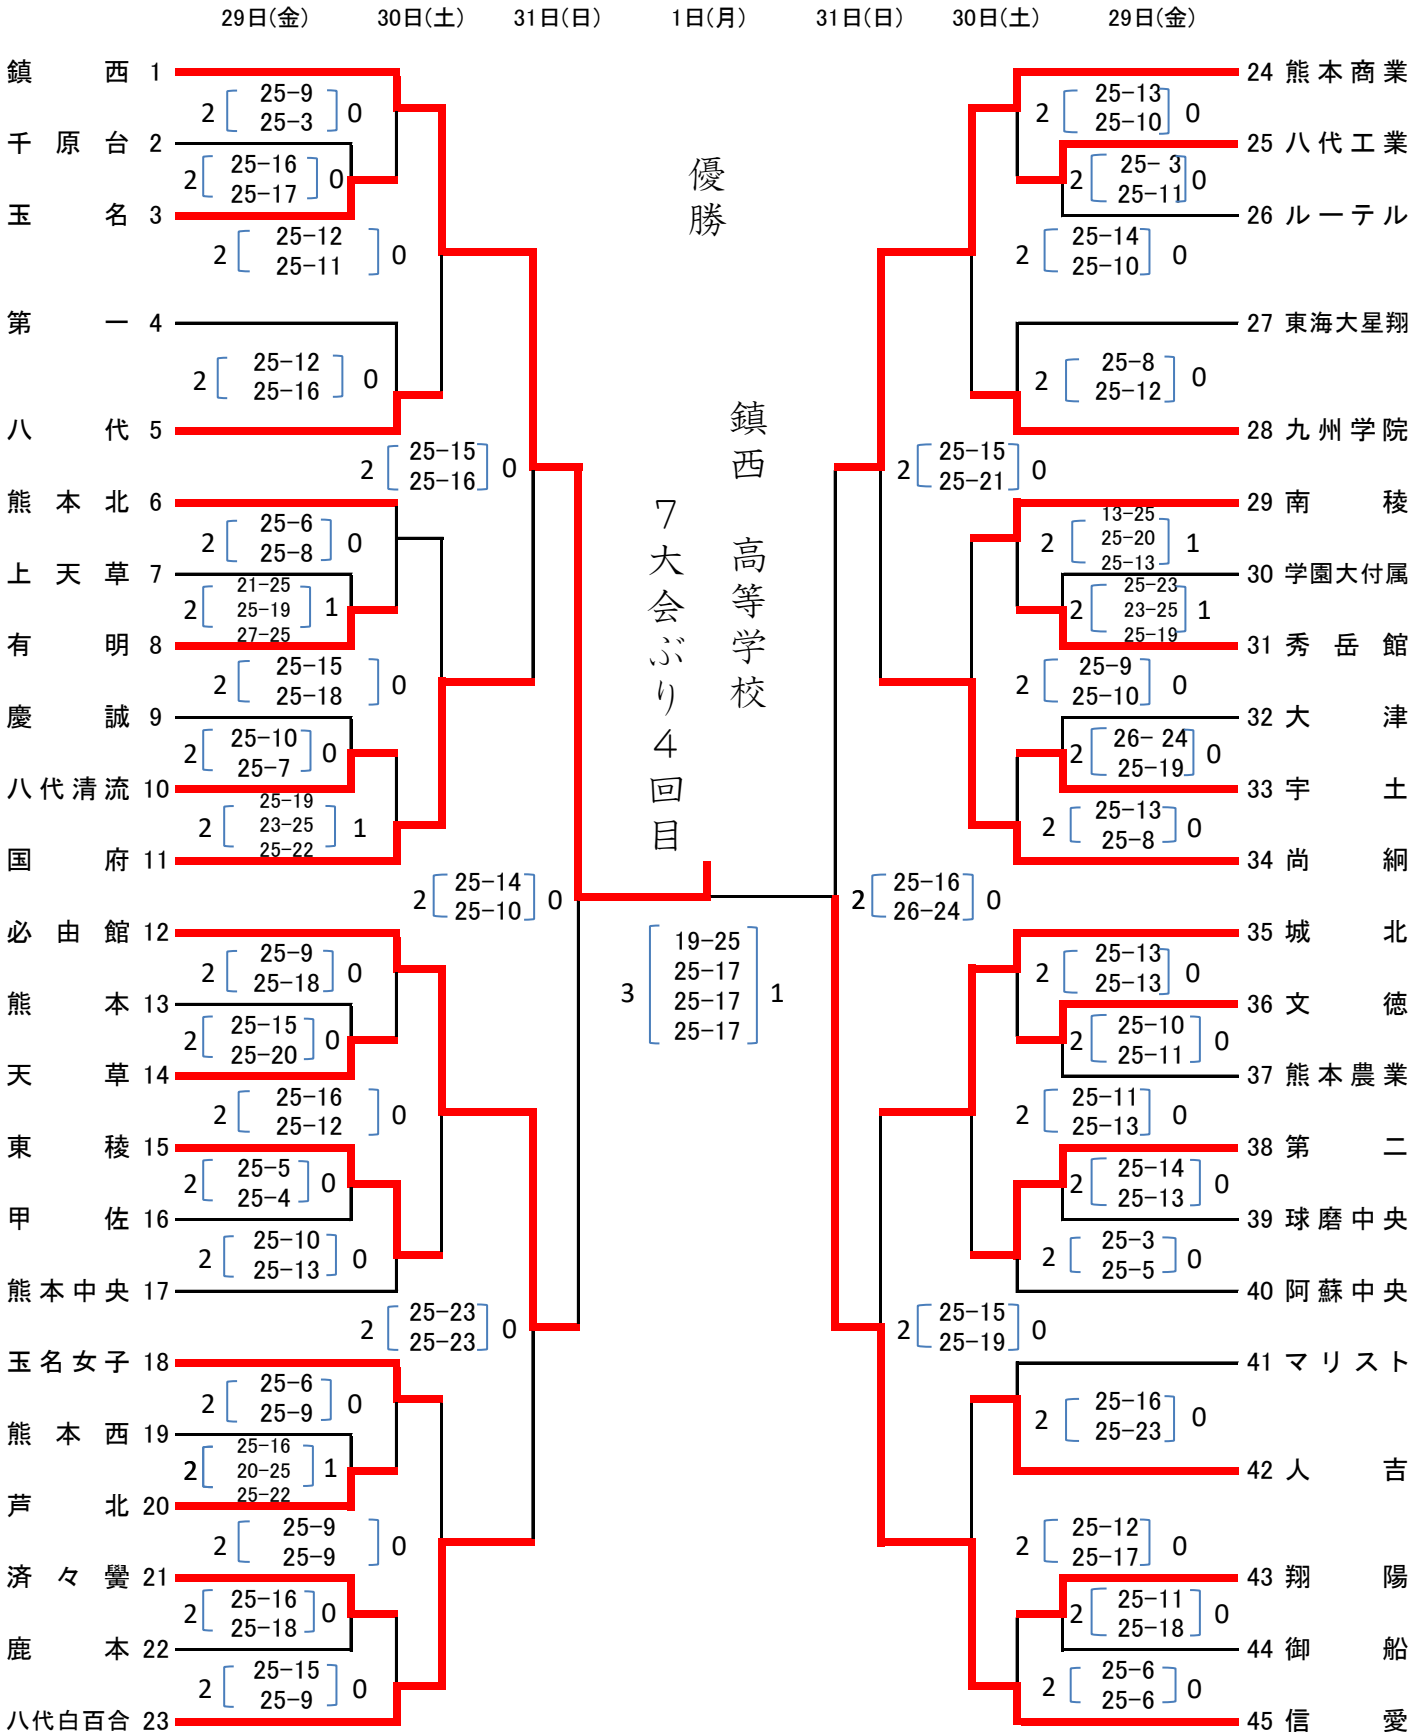 29日(金) 30日(土) 31日(日) 1日(月) 31日(日) 30日(土) 29日(金)
鎮西 1
2 25-9 0
25-3
千原台 2
2 25-16 0
25-17
玉名 3
2 25-12 0
25-11
第一 4
2 25-12 0
25-16
八代 5
2 25-15 0
25-16
熊本北 6
2 25-6 0
25-8
上天草 7
21-25
2 25-19 1
27-25
有明 8
2 25-15 0
25-18
慶誠 9
2 25-10 0
25-7
八代清流 10
25-19
2 23-25 1
25-22
国府 11
2 25-14 0
25-10
必由館 12
2 25-9 0
25-18
熊本 13
2 25-15 0
25-20
天草 14
2 25-16 0
25-12
東稜 15
2 25-5 0
25-4
甲佐 16
2 25-10 0
25-13
熊本中央 17
2 25-23 0
25-23
玉名女子 18
2 25-6 0
25-9
熊本西 19
25-16
2 20-25 1
25-22
芦北 20
2 25-9 0
25-9
済々黌 21
2 25-16 0
25-18
鹿本 22
2 25-15 0
25-9
八代白百合 23
優勝
鎮西 高等学校
7大会ぶり4回目
19-25
3 25-17 1
25-17
25-17
24 熊本商業
2 25-13 0
25-10
25 八代工業
2 25- 3 0
25-11
26 ルーテル
2 25-14 0
25-10
27 東海大星翔
2 25-8 0
25-12
28 九州学院
2 25-15 0
25-21
29 南稜
13-25
2 25-20 1
25-13
30 学園大付属
25-23
2 23-25 1
25-19
31 秀岳館
2 25-9 0
25-10
32 大津
2 26- 24 0
25-19
33 宇土
2 25-13 0
25-8
34 尚絅
2 25-16 0
26-24
35 城北
2 25-13 0
25-13
36 文徳
2 25-10 0
25-11
37 熊本農業
2 25-11 0
25-13
38 第二
2 25-14 0
25-13
39 球磨中央
2 25-3 0
25-5
40 阿蘇中央
2 25-15 0
25-19
41 マリスト
2 25-16 0
25-23
42 人吉
2 25-12 0
25-17
43 翔陽
2 25-11 0
25-18
44 御船
2 25-6 0
25-6
45 信愛